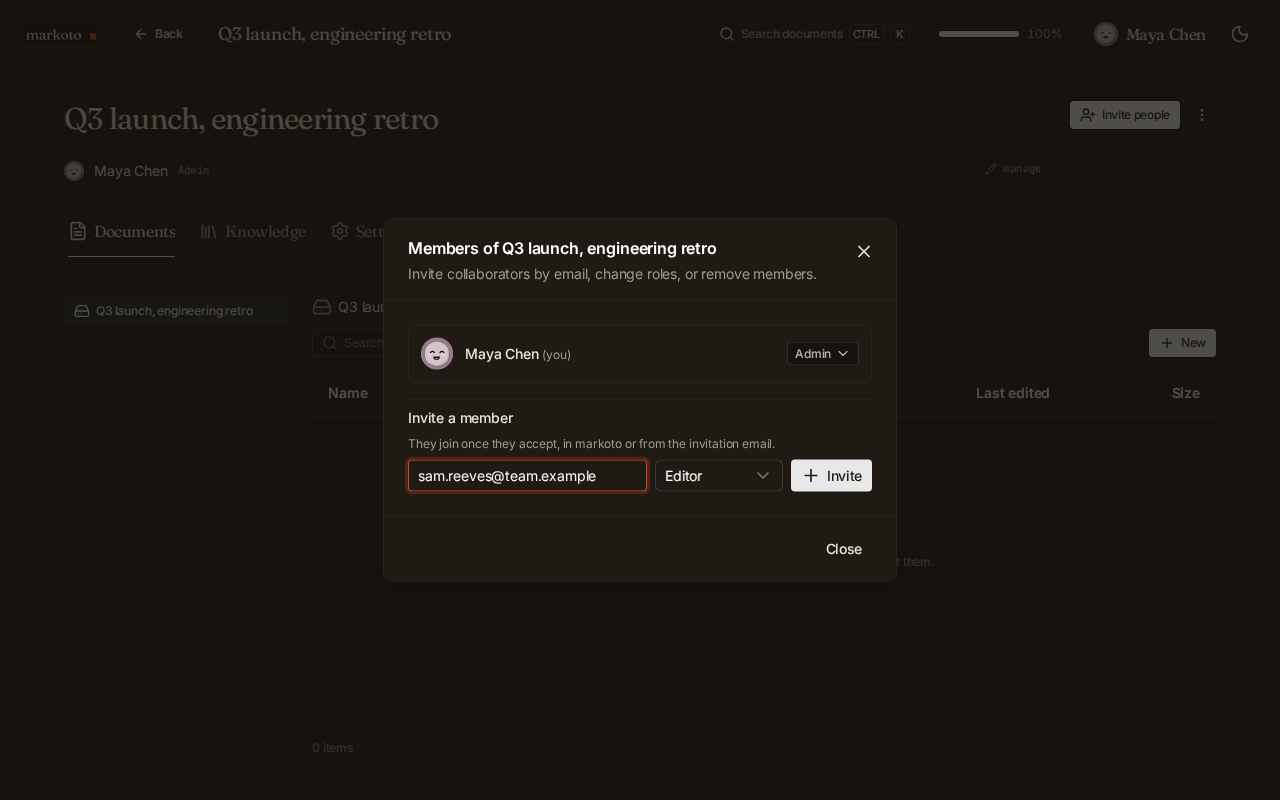 markoto
Back
Q3 launch, engineering retro
Search documents CTRL K
100%
Maya Chen
Q3 launch, engineering retro
Invite people
Maya Chen Admin
manage
Documents
Knowledge
Members of Q3 launch, engineering retro
Invite collaborators by email, change roles, or remove members.
Q3 launch, engineering retro
Search
New
Maya Chen (you)
Admin
Name
Last edited
Size
Invite a member
They join once they accept, in markoto or from the invitation email.
sam.reeves@team.example
Editor
Invite
Close
them.
0 items